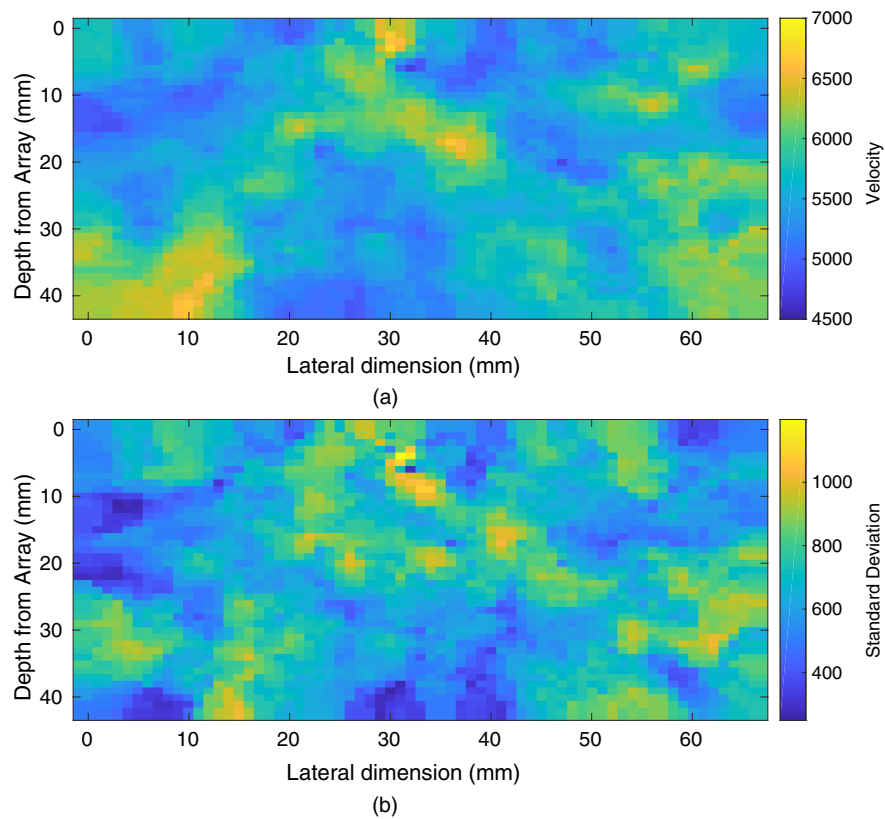 0
10
20
30
40
Depth from Array (mm)
0 10 20 30 40 50 60
Lateral dimension (mm)
7000
6500
6000
5500
5000
4500
Velocity
(a)
0
10
20
30
40
Depth from Array (mm)
0 10 20 30 40 50 60
Lateral dimension (mm)
1000
800
600
400
Standard Deviation
(b)